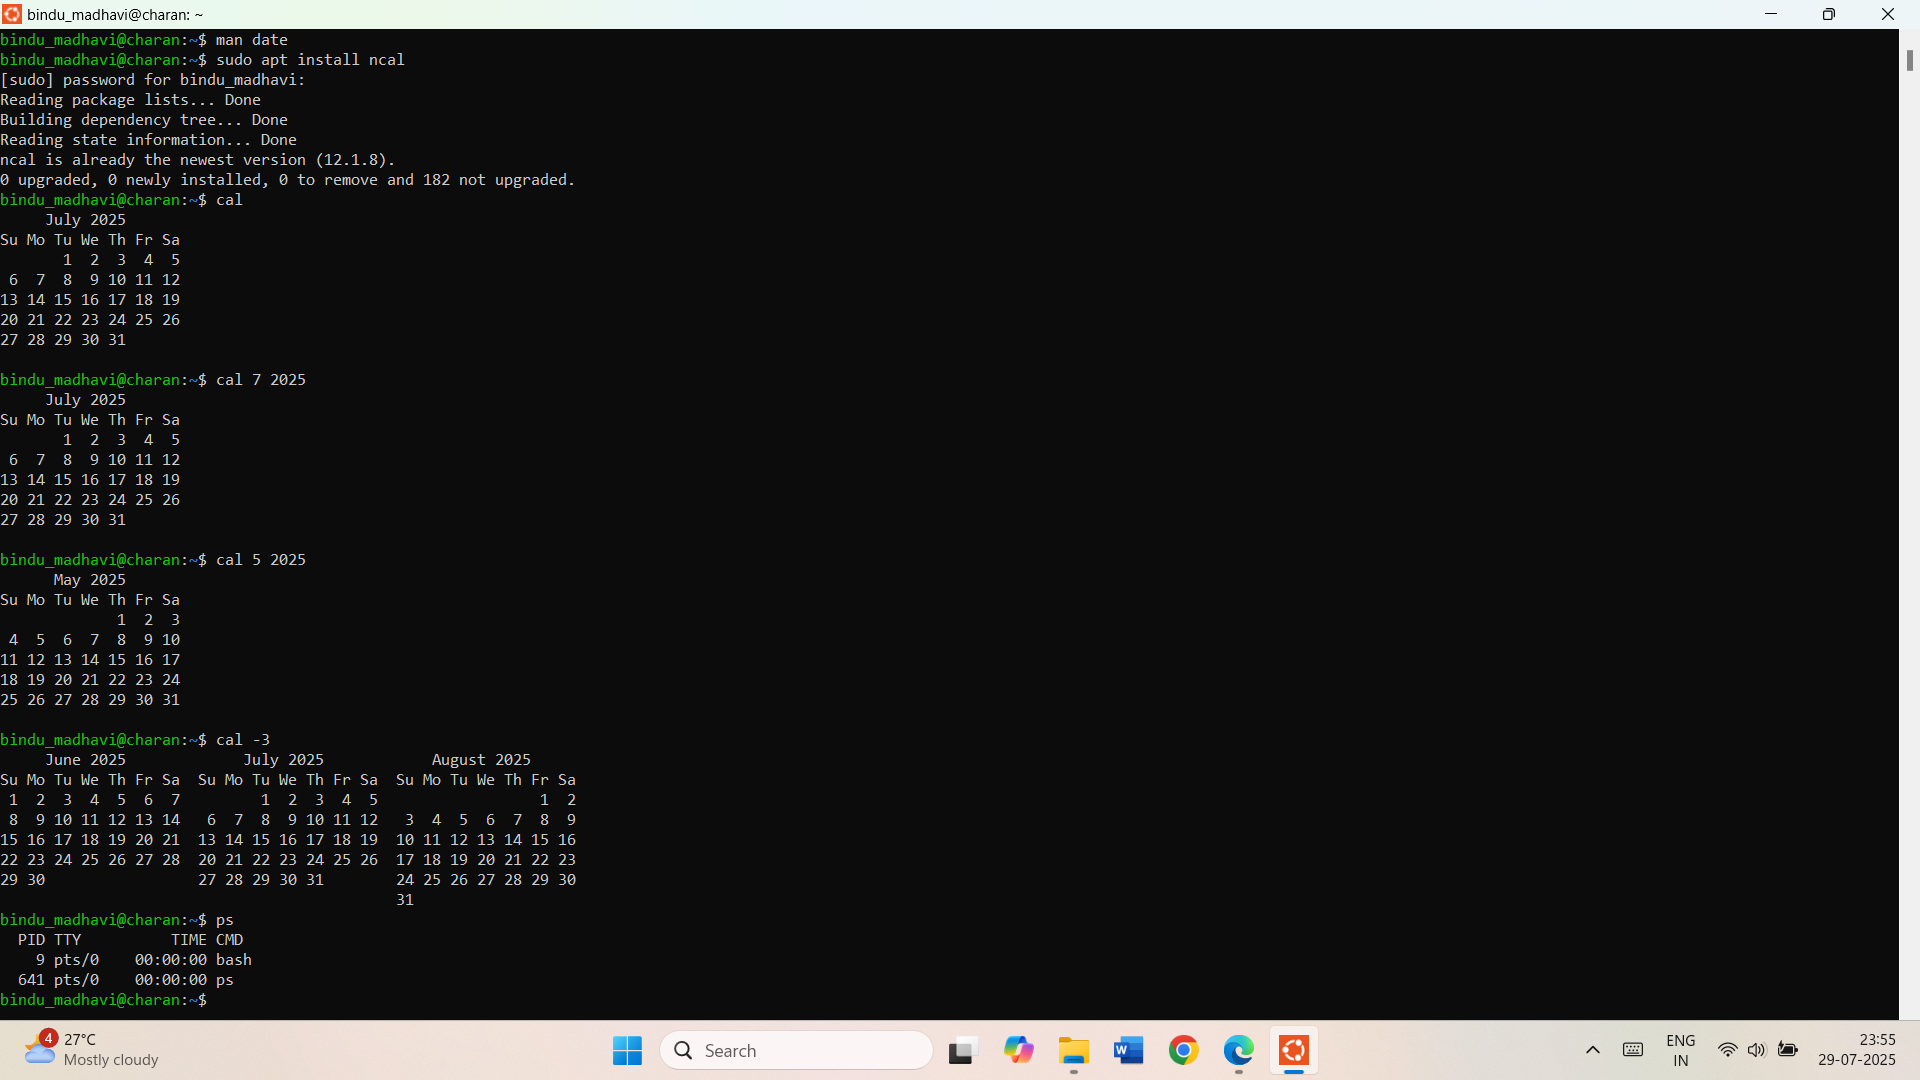 bindu_madhavi@charan: ~
bindu_madhavi@charan:~$ man date
bindu_madhavi@charan:~$ sudo apt install ncal
[sudo] password for bindu_madhavi:
Reading package lists... Done
Building dependency tree... Done
Reading state information... Done
ncal is already the newest version (12.1.8).
0 upgraded, 0 newly installed, 0 to remove and 182 not upgraded.
bindu_madhavi@charan:~$ cal
     July 2025
Su Mo Tu We Th Fr Sa
       1  2  3  4  5
 6  7  8  9 10 11 12
13 14 15 16 17 18 19
20 21 22 23 24 25 26
27 28 29 30 31
bindu_madhavi@charan:~$ cal 7 2025
     July 2025
Su Mo Tu We Th Fr Sa
       1  2  3  4  5
 6  7  8  9 10 11 12
13 14 15 16 17 18 19
20 21 22 23 24 25 26
27 28 29 30 31
bindu_madhavi@charan:~$ cal 5 2025
      May 2025
Su Mo Tu We Th Fr Sa
             1  2  3
 4  5  6  7  8  9 10
11 12 13 14 15 16 17
18 19 20 21 22 23 24
25 26 27 28 29 30 31
bindu_madhavi@charan:~$ cal -3
     June 2025             July 2025            August 2025
Su Mo Tu We Th Fr Sa  Su Mo Tu We Th Fr Sa  Su Mo Tu We Th Fr Sa
 1  2  3  4  5  6  7         1  2  3  4  5                  1  2
 8  9 10 11 12 13 14   6  7  8  9 10 11 12   3  4  5  6  7  8  9
15 16 17 18 19 20 21  13 14 15 16 17 18 19  10 11 12 13 14 15 16
22 23 24 25 26 27 28  20 21 22 23 24 25 26  17 18 19 20 21 22 23
29 30                 27 28 29 30 31        24 25 26 27 28 29 30
                                            31
bindu_madhavi@charan:~$ ps
  PID TTY          TIME CMD
    9 pts/0    00:00:00 bash
  641 pts/0    00:00:00 ps
bindu_madhavi@charan:~$
4
27°C
Mostly cloudy
Search
W
ENG
IN
23:55
29-07-2025